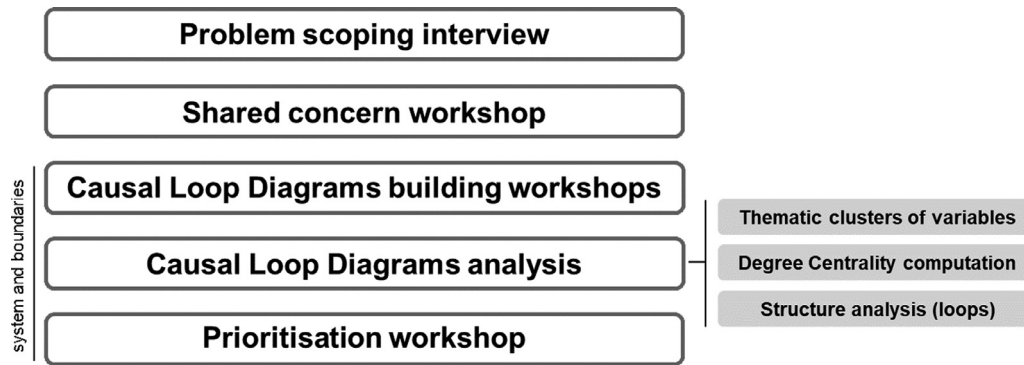 Problem scoping interview
Shared concern workshop
system and boundaries
Causal Loop Diagrams building workshops
Causal Loop Diagrams analysis
Prioritisation workshop
Thematic clusters of variables
Degree Centrality computation
Structure analysis (loops)